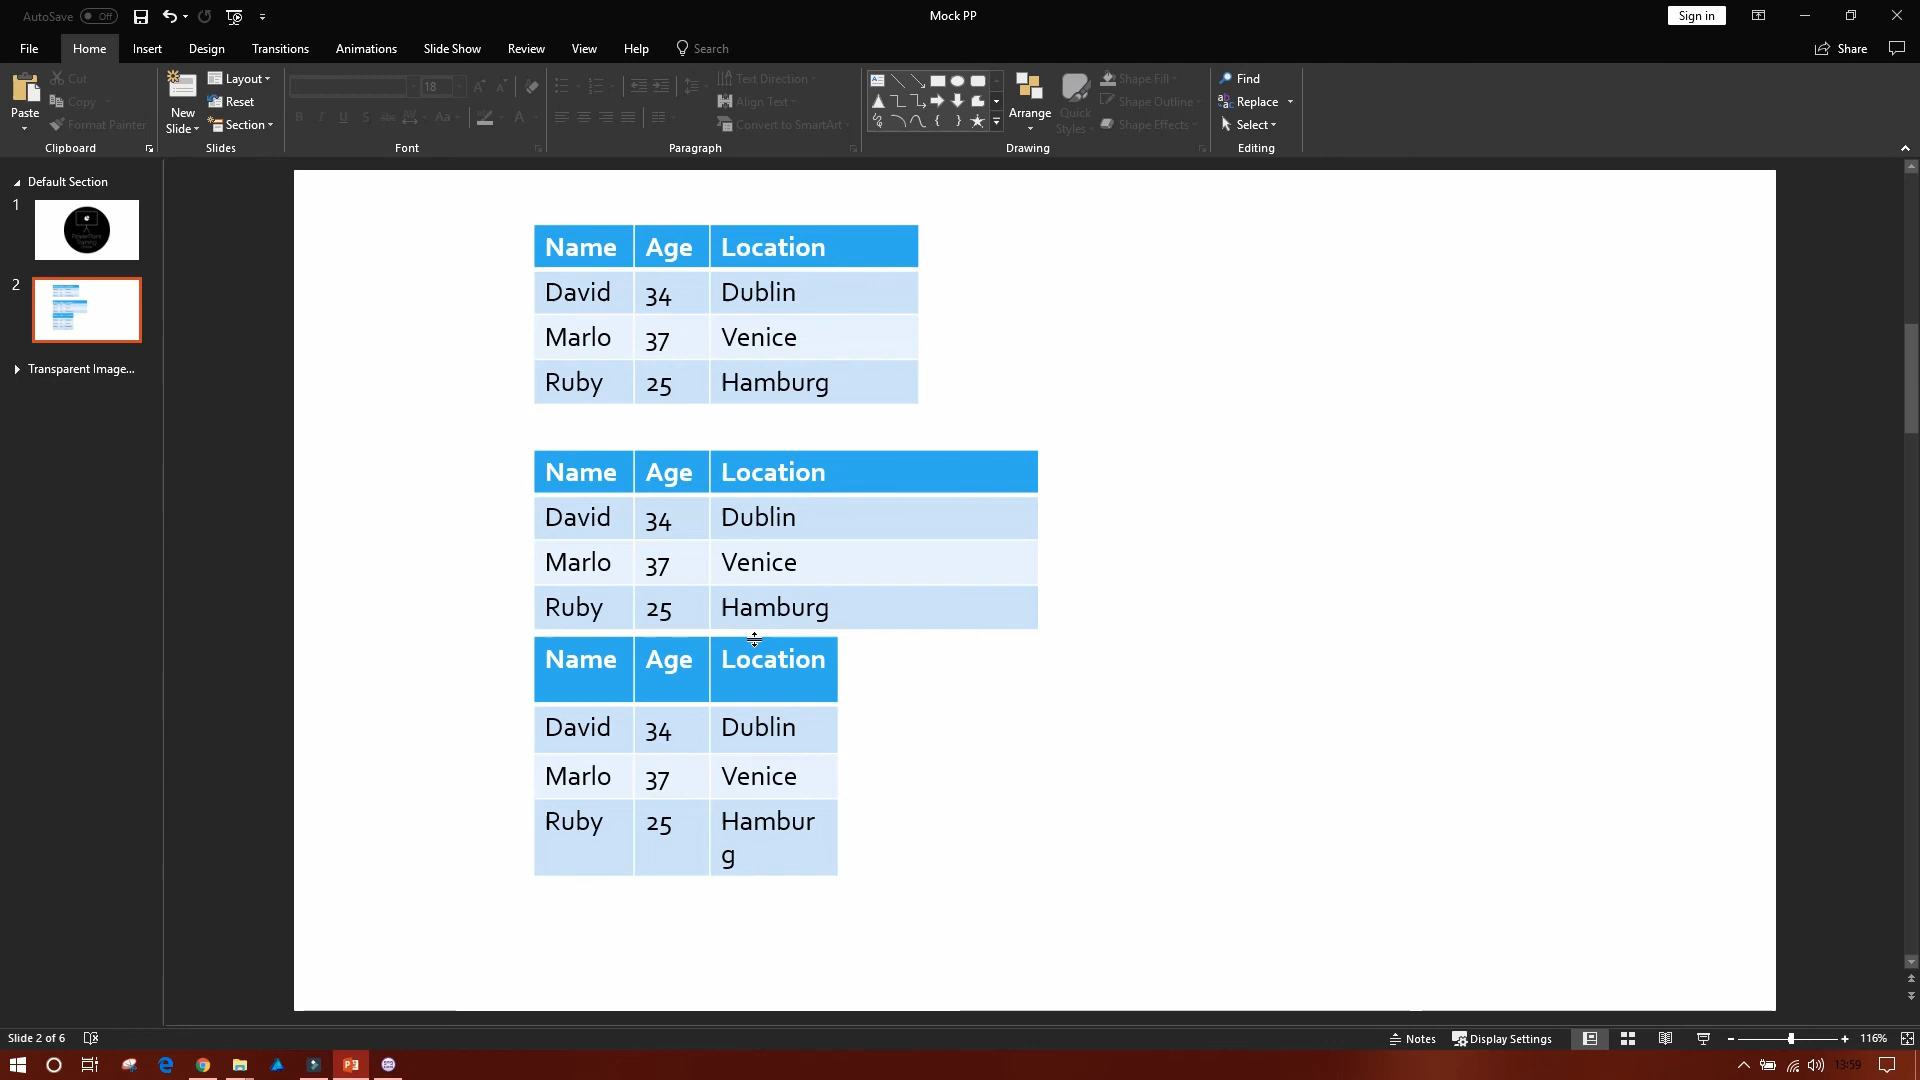 AutoSave Off
Mock PP
Sign in
File Home Insert Design Transitions Animations Slide Show Review View Help Search
Share
Paste
Cut
Copy
Format Painter
Clipboard
New Slide
Layout
Reset
Section
Slides
18
Font
Text Direction
Align Text
Convert to SmartArt
Paragraph
Arrange
Quick Styles
Shape Fill
Shape Outline
Shape Effects
Drawing
Find
Replace
Select
Editing
Default Section
1
2
Transparent Image...
Name Age Location
David 34 Dublin
Marlo 37 Venice
Ruby 25 Hamburg
Name Age Location
David 34 Dublin
Marlo 37 Venice
Ruby 25 Hamburg
Name Age Location
David 34 Dublin
Marlo 37 Venice
Ruby 25 Hambur
g
Slide 2 of 6
Notes Display Settings 116%
13:59